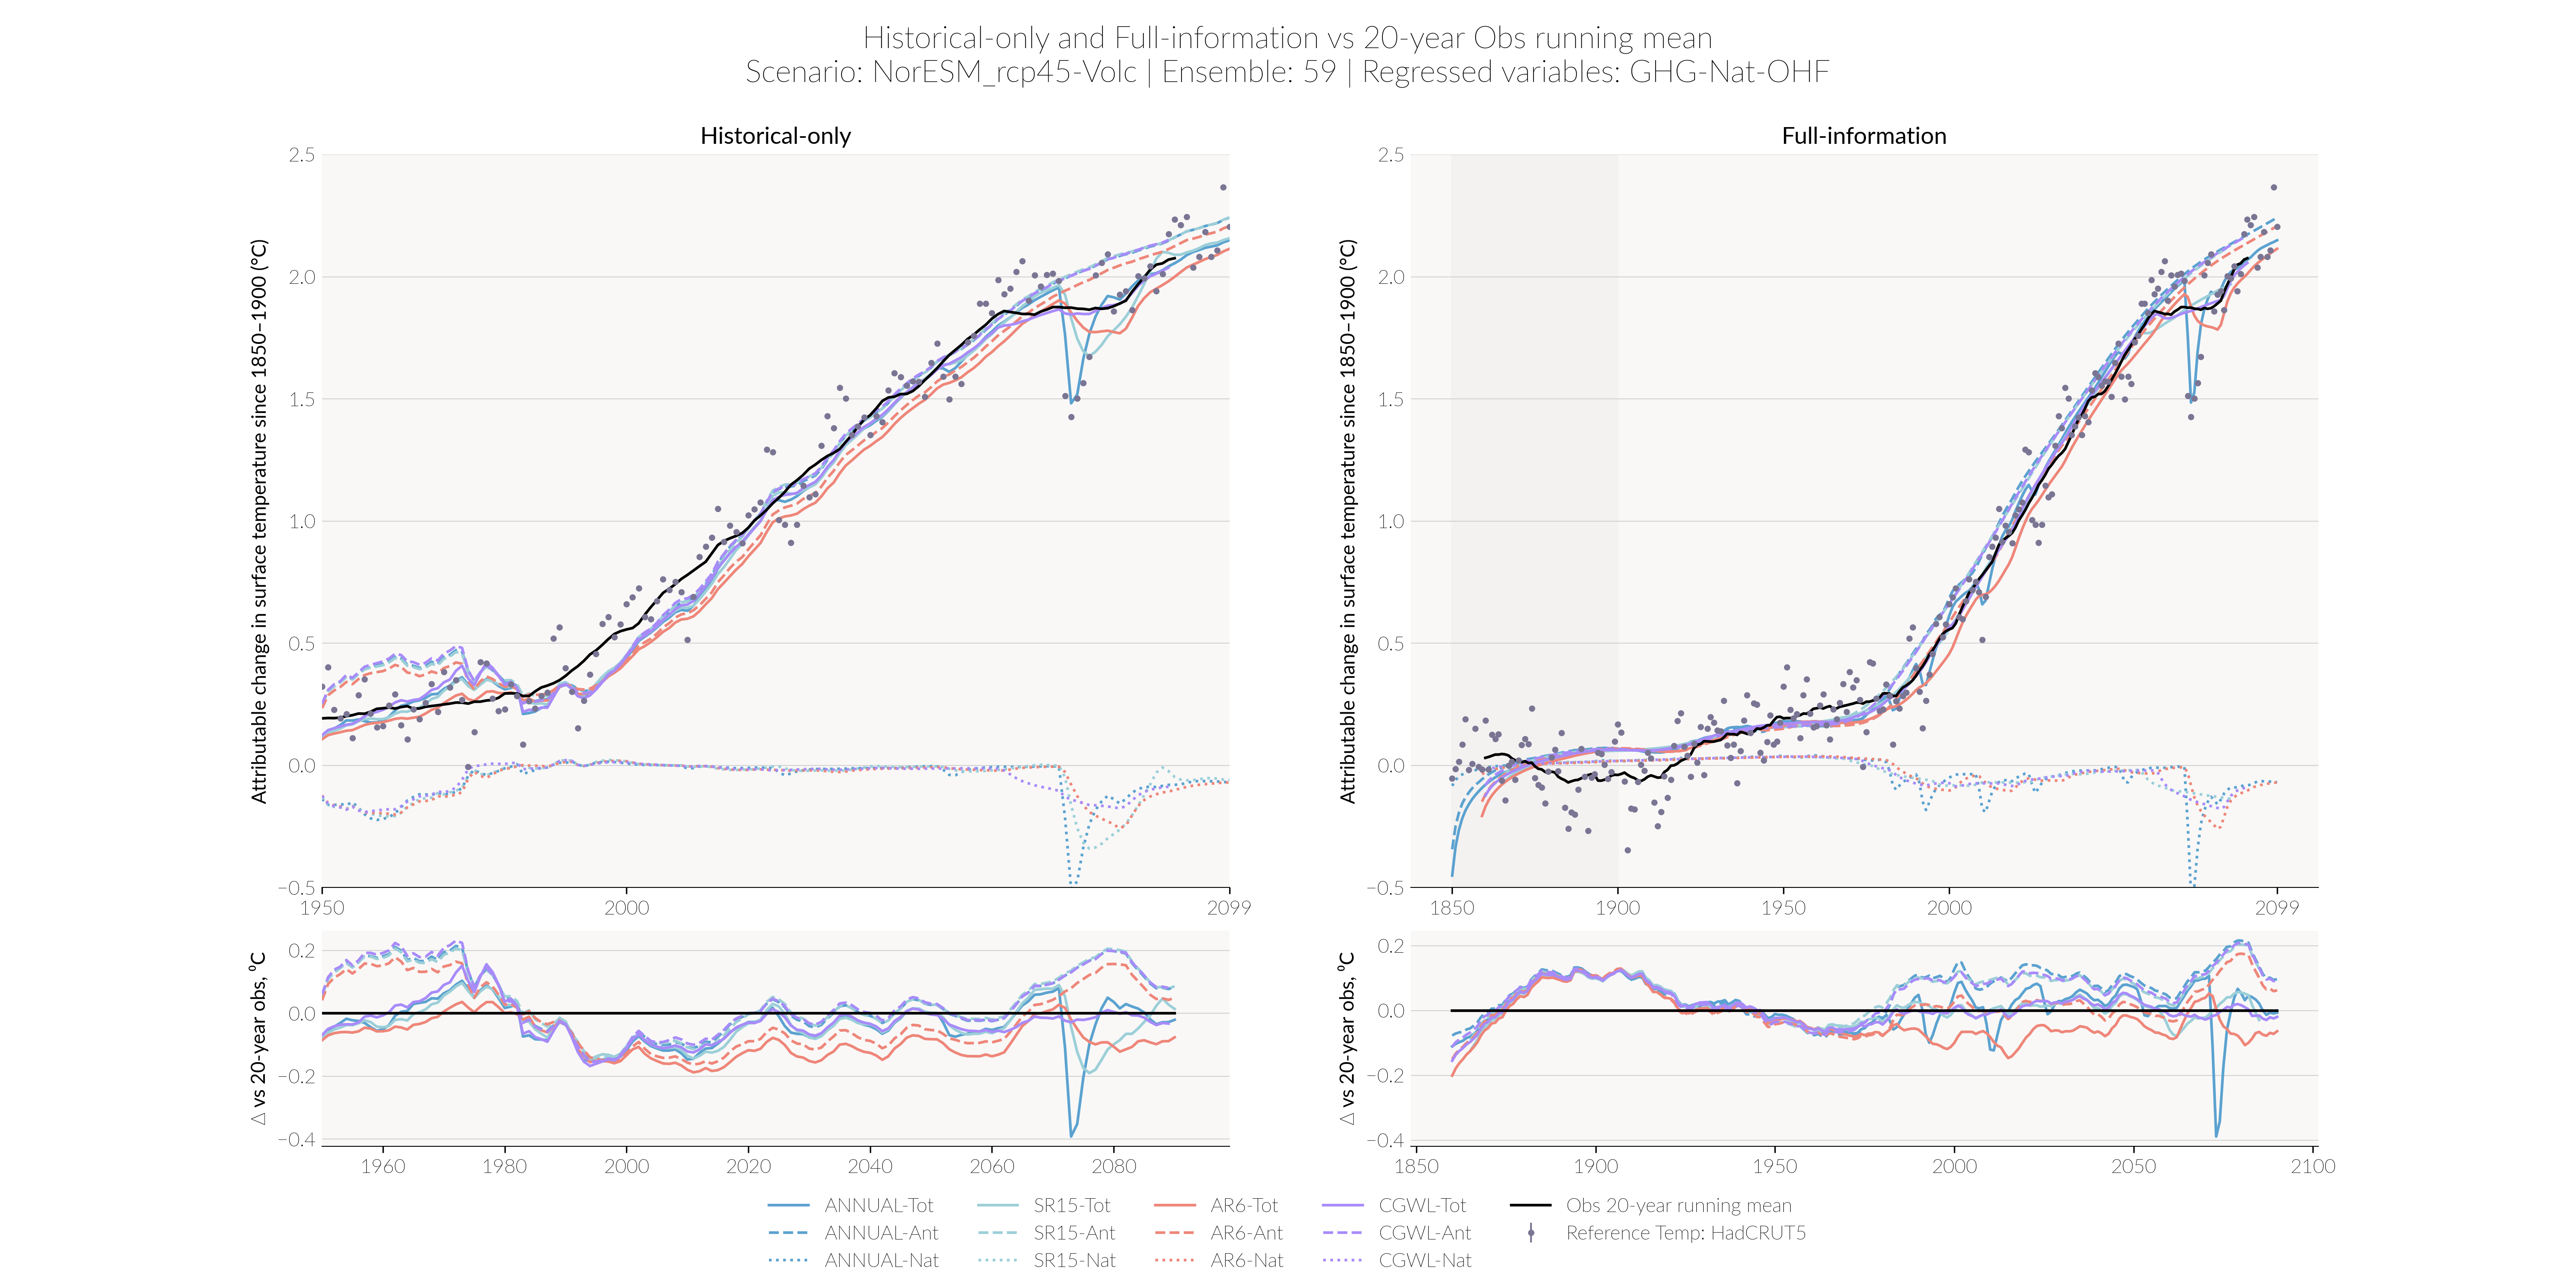 Historical-only and Full-information vs 20-year Obs running mean
Scenario: NorESM_rcp45-Volc | Ensemble: 59 | Regressed variables: GHG-Nat-OHF
Historical-only
Attributable change in surface temperature since 1850–1900 (°C)
2.5
2.0
1.5
1.0
0.5
0.0
−0.5
1950
2000
2099
Full-information
Attributable change in surface temperature since 1850–1900 (°C)
2.5
2.0
1.5
1.0
0.5
0.0
−0.5
1850
1900
1950
2000
2099
△ vs 20-year obs, °C
0.2
0.0
−0.2
−0.4
1960
1980
2000
2020
2040
2060
2080
△ vs 20-year obs, °C
0.2
0.0
−0.2
−0.4
1850
1900
1950
2000
2050
2100
ANNUAL-Tot
ANNUAL-Ant
ANNUAL-Nat
SR15-Tot
SR15-Ant
SR15-Nat
AR6-Tot
AR6-Ant
AR6-Nat
CGWL-Tot
CGWL-Ant
CGWL-Nat
Obs 20-year running mean
Reference Temp: HadCRUT5